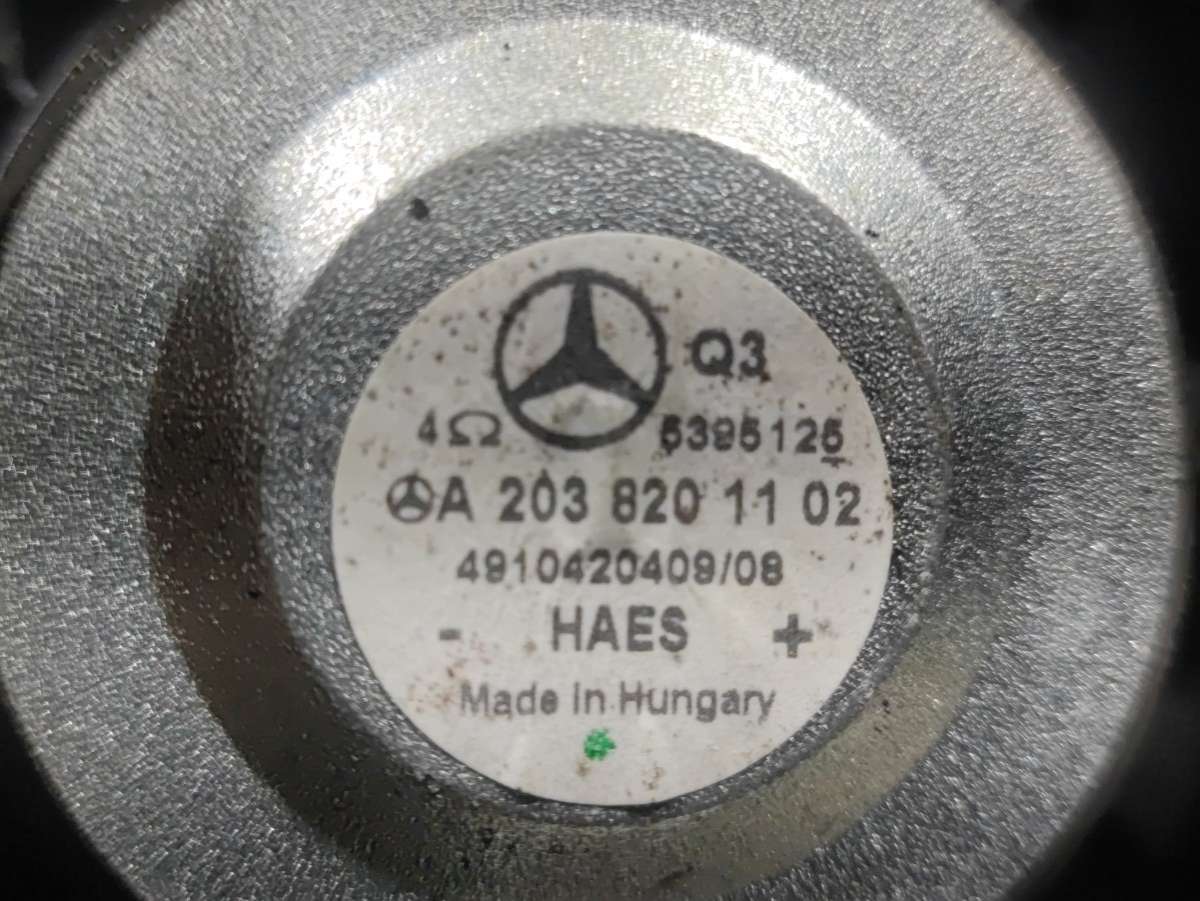 Q3
4Ω 5395125
A 203 820 11 02
4910420409/08
- HAES +
Made In Hungary